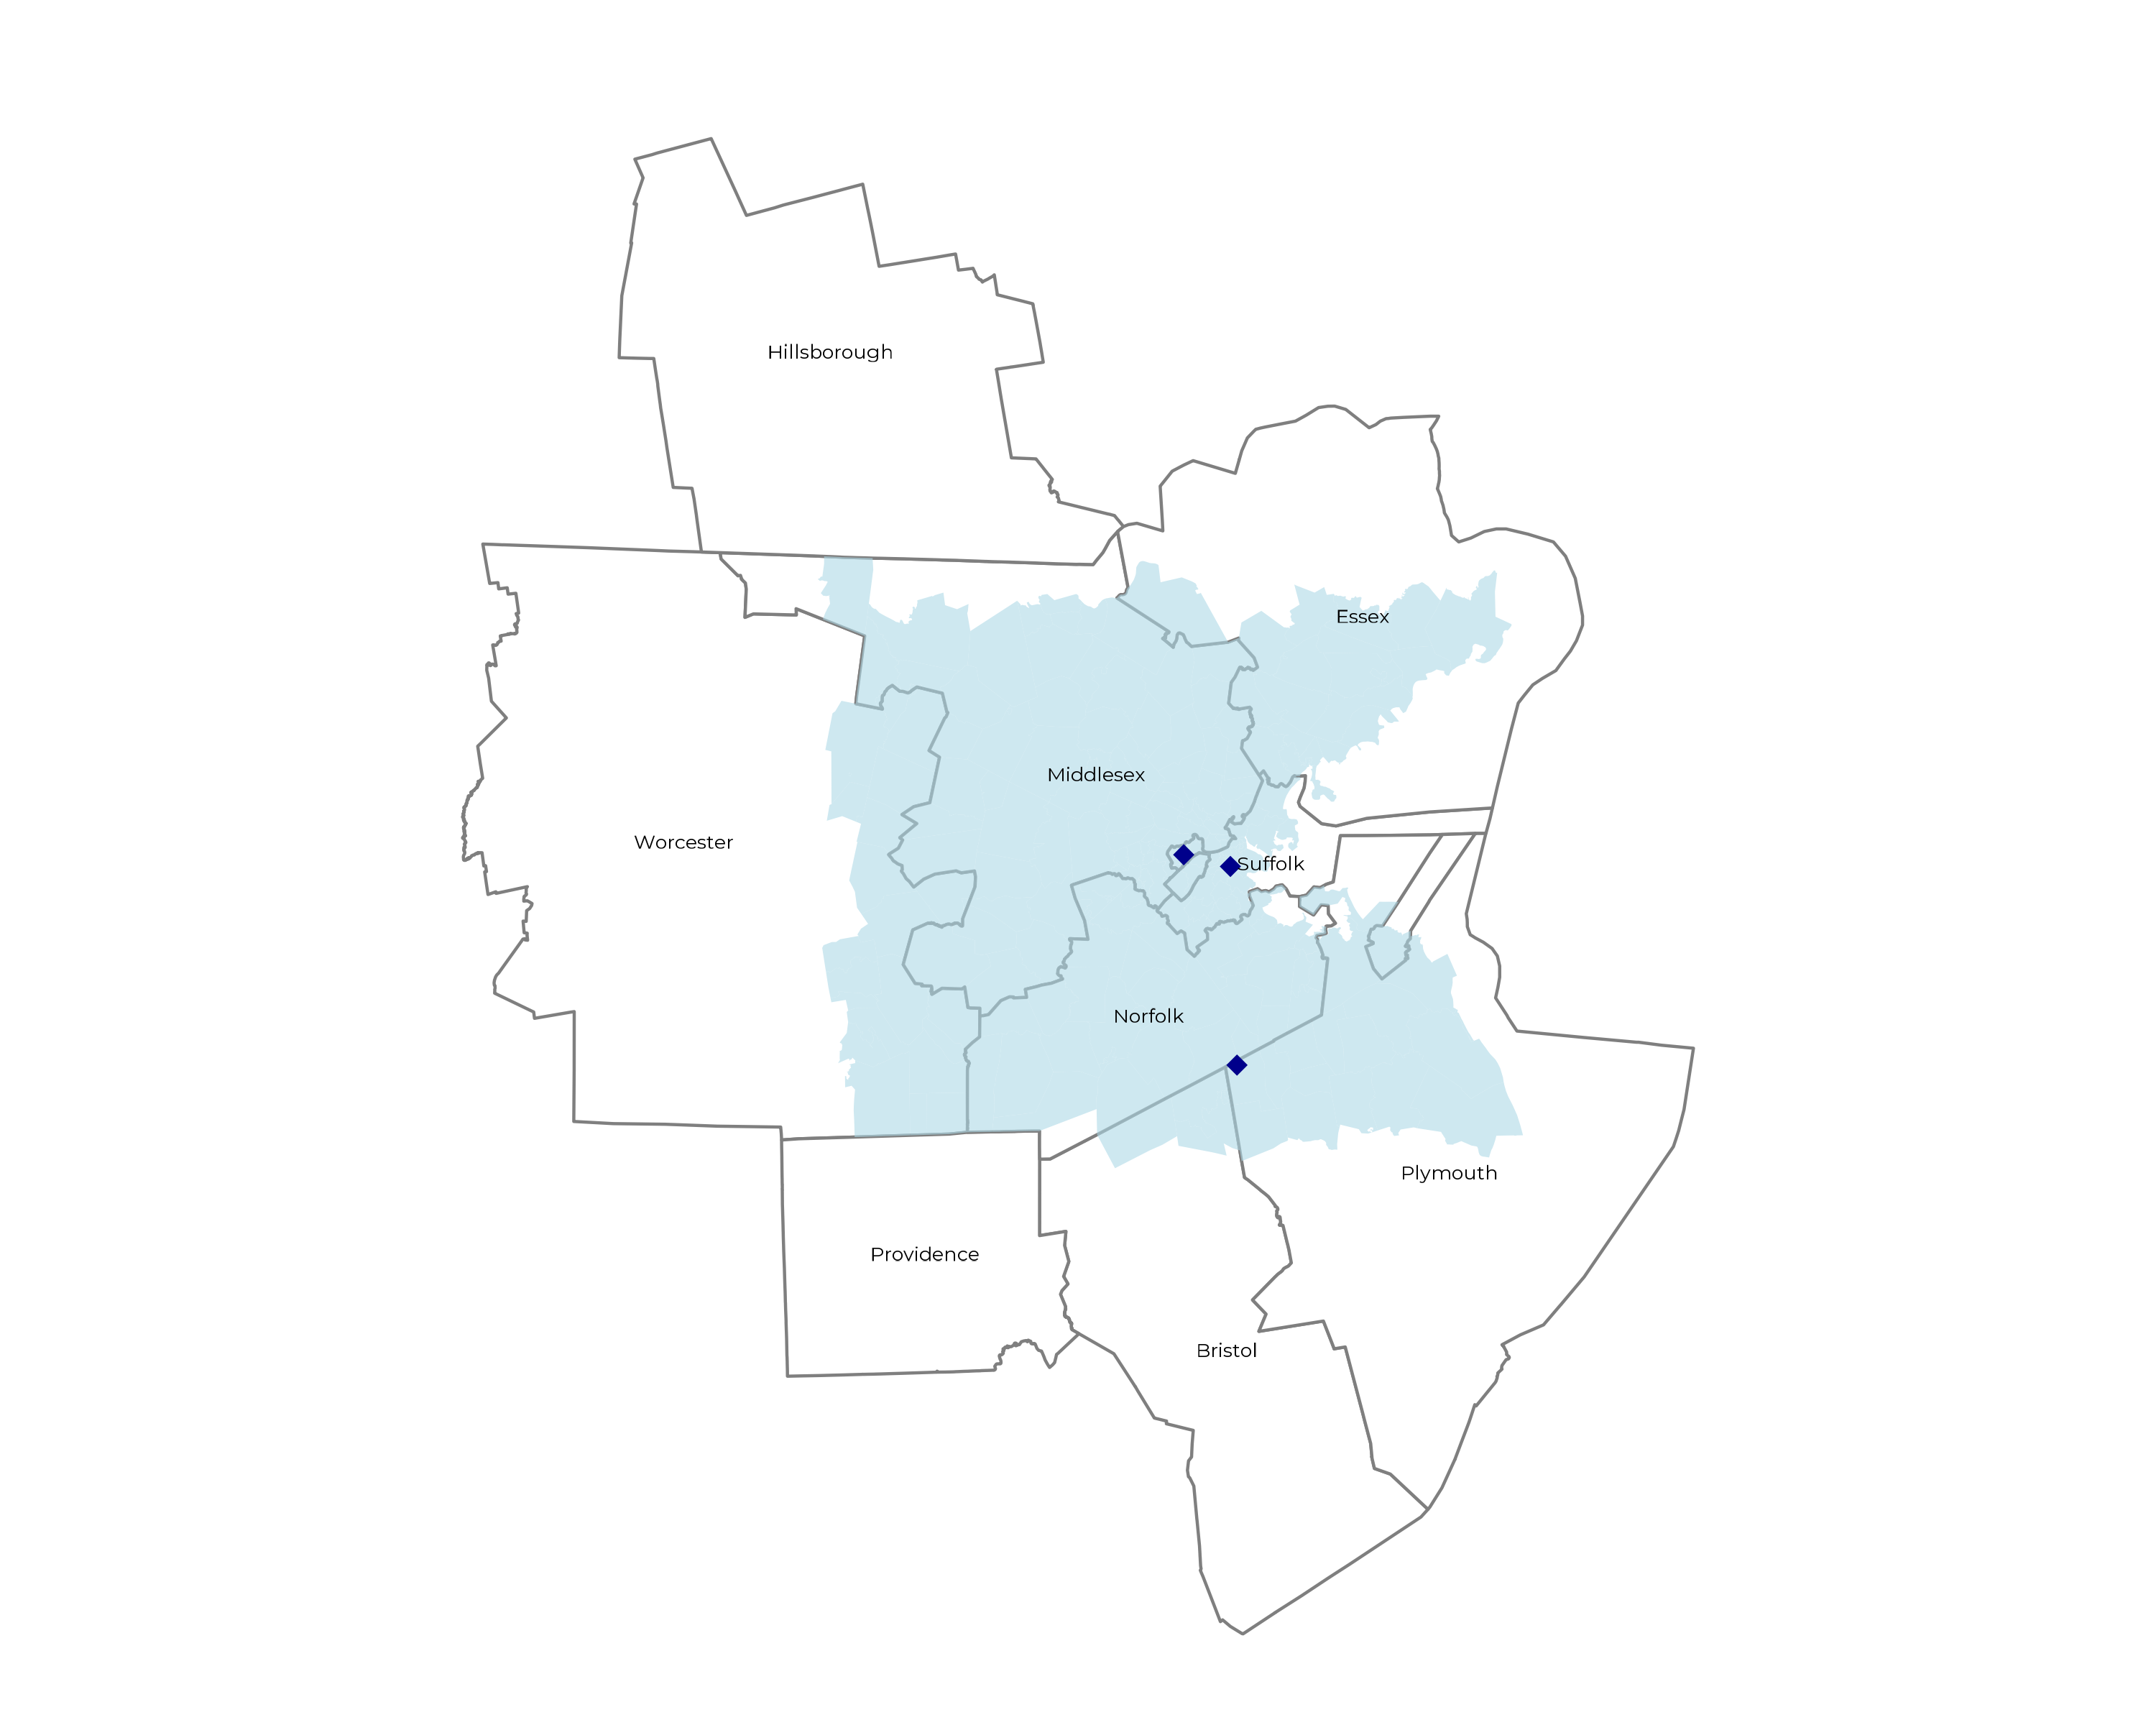 Hillsborough
Essex
Middlesex
Worcester
Suffolk
Norfolk
Plymouth
Providence
Bristol